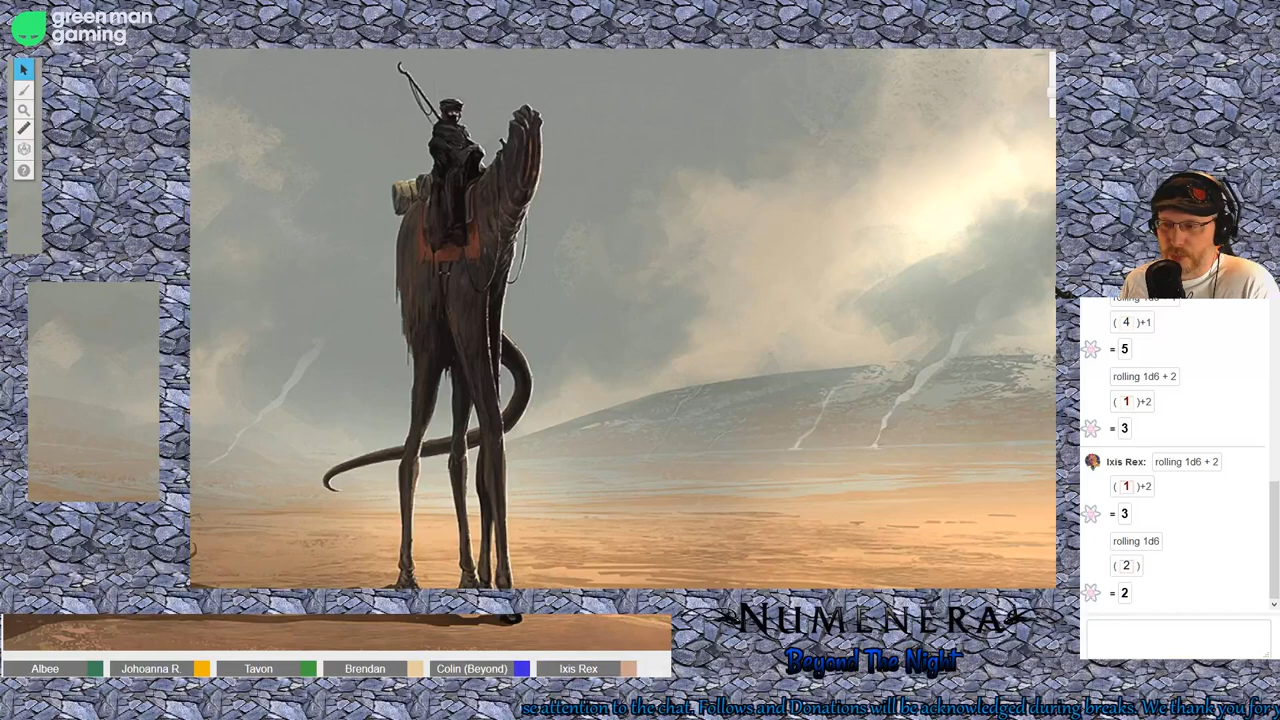 green man
gaming
( 4 )+1
= 5
rolling 1d6 + 2
( 1 )+2
= 3
Ixis Rex: rolling 1d6 + 2
( 1 )+2
= 3
rolling 1d6
( 2 )
= 2
NUMENERA
Beyond The Night
Albee
Johoanna R.
Tavon
Brendan
Colin (Beyond)
Ixis Rex
se attention to the chat. Follows and Donations will be acknowledged during breaks. We thank you for y